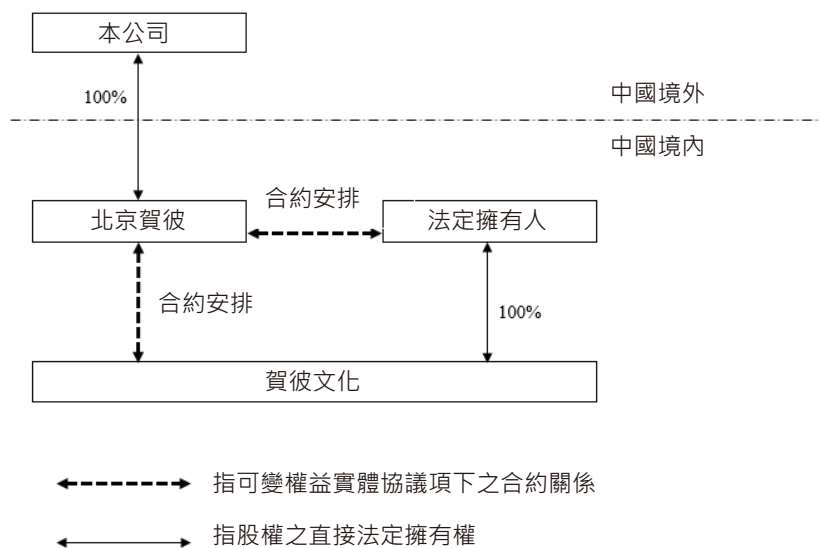 本公司
100%
中國境外
中國境內
合約安排
北京賀彼
法定擁有人
合約安排
100%
賀彼文化
指可變權益實體協議項下之合約關係
指股權之直接法定擁有權